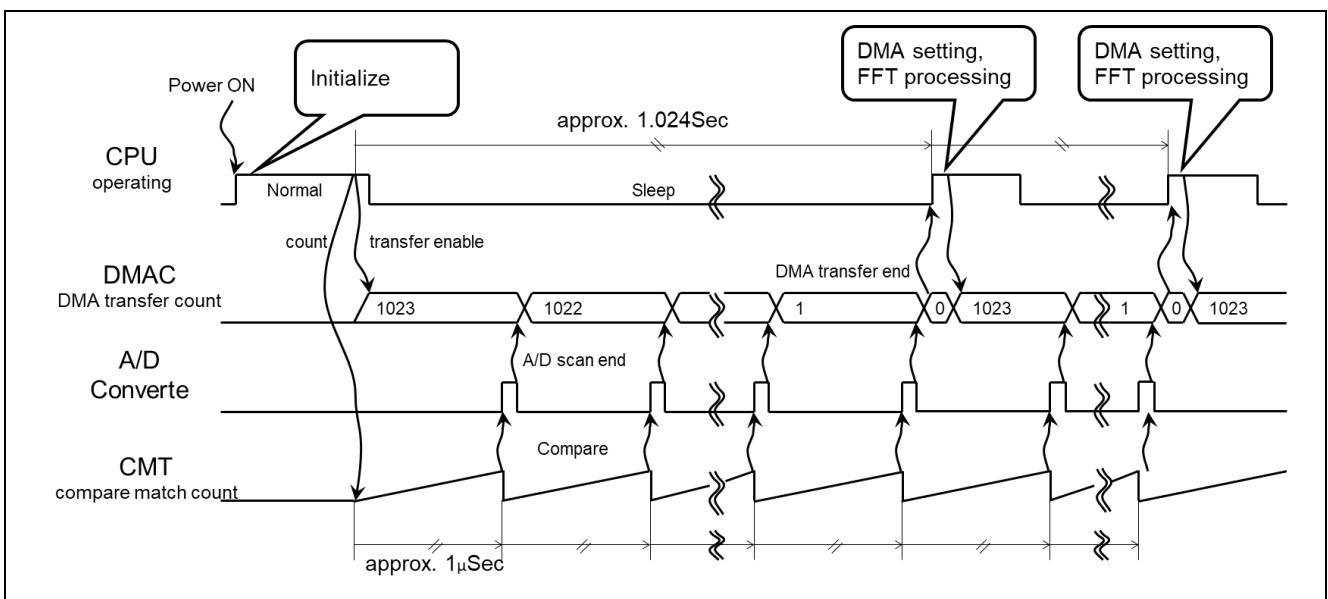 Power ON
Initialize
DMA setting,
FFT processing
DMA setting,
FFT processing
approx. 1.024Sec
CPU
operating
Normal
Sleep
count
transfer enable
DMAC
DMA transfer count
DMA transfer end
1023
1022
1
0
1023
1
0
1023
A/D
Converte
A/D scan end
CMT
compare match count
Compare
approx. 1μSec